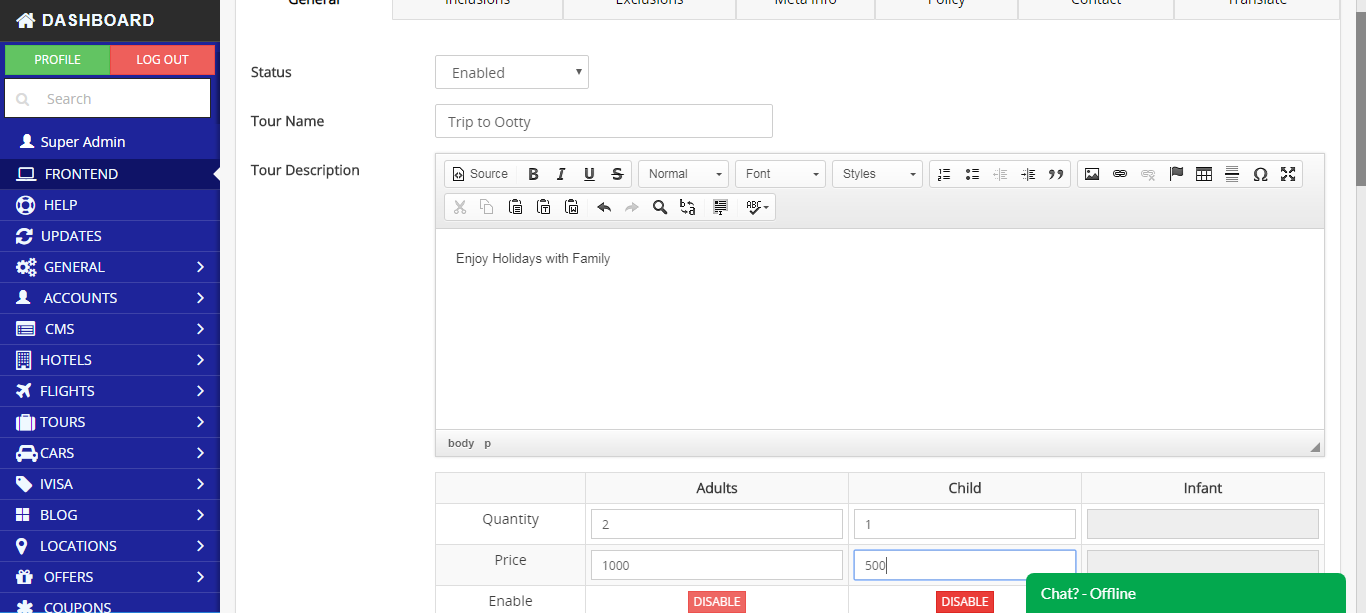 DASHBOARD
PROFILE LOG OUT
Search
Super Admin
FRONTEND
HELP
UPDATES
GENERAL
ACCOUNTS
CMS
HOTELS
FLIGHTS
TOURS
CARS
IVISA
BLOG
LOCATIONS
OFFERS
COUPONS
General Inclusions Exclusions Meta Info Policy Contact Translate
Status Enabled
Tour Name Trip to Ootty
Tour Description
Source B I U S Normal Font Styles
ABC
Enjoy Holidays with Family
body p
Adults Child Infant
Quantity 2 1
Price 1000 500
Enable DISABLE DISABLE
Chat? - Offline